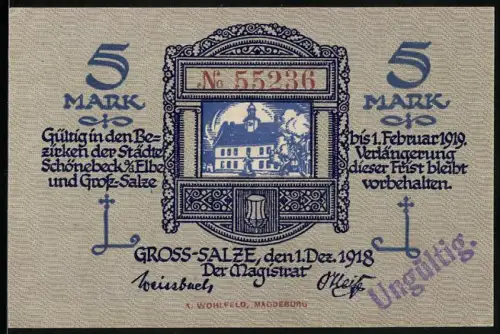 5 MARK
№ 55236
5 MARK
Gültig in den Be-
zirken der Städte
Schönebeck a/Elbe
und Groß-Salze
bis 1. Februar 1919.
Verlängerung
dieser Frist bleibt
vorbehalten.
GROSS-SALZE, den 1. Dez. 1918
Der Magistrat
Weissbach
A. WOHLFELD, MAGDEBURG
Ungültig.